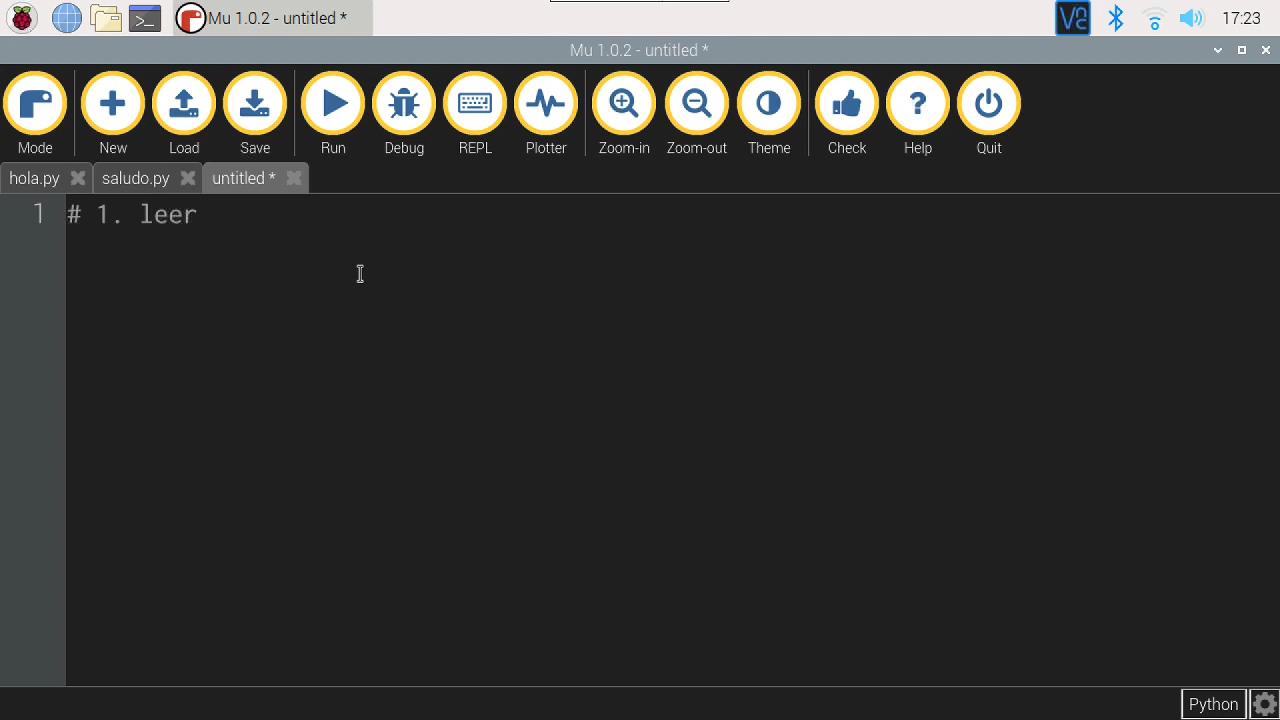 Mu 1.0.2 - untitled * 17:23
Mu 1.0.2 - untitled *
Mode New Load Save Run Debug REPL Plotter Zoom-in Zoom-out Theme Check Help Quit
hola.py saludo.py untitled *
1 # 1. leer
Python